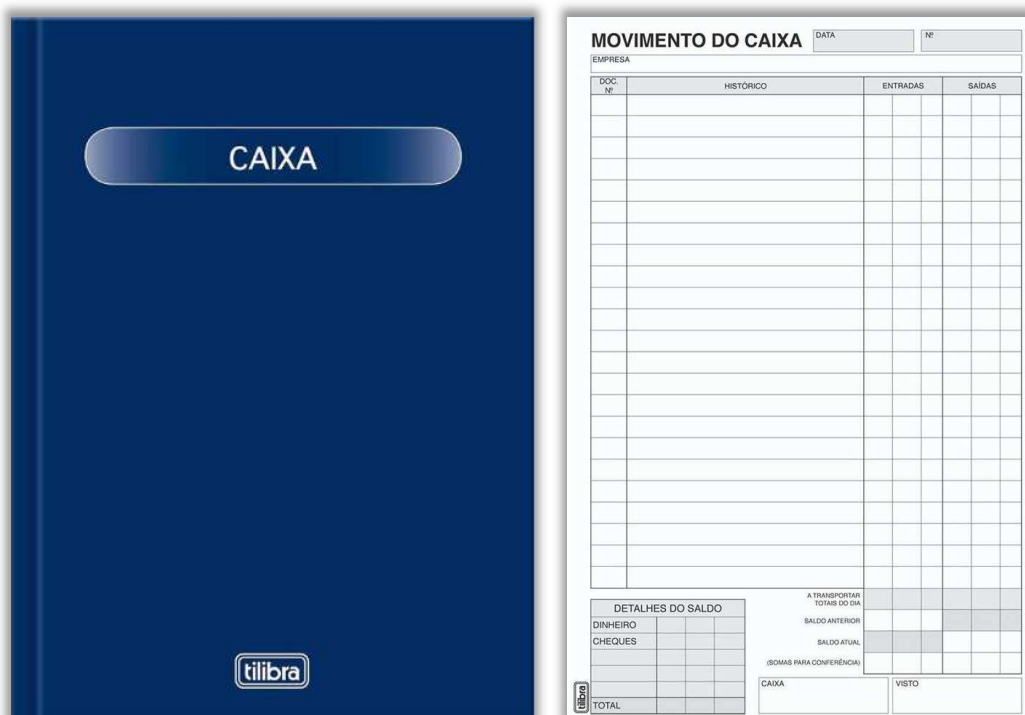 CAIXA
tilibra
MOVIMENTO DO CAIXA
DATA
Nº
EMPRESA
DOC.
Nº
HISTÓRICO
ENTRADAS
SAÍDAS
A TRANSPORTAR
TOTAIS DO DIA
SALDO ANTERIOR
SALDO ATUAL
(SOMAS PARA CONFERÊNCIA)
DETALHES DO SALDO
DINHEIRO
CHEQUES
TOTAL
CAIXA
VISTO
tilibra